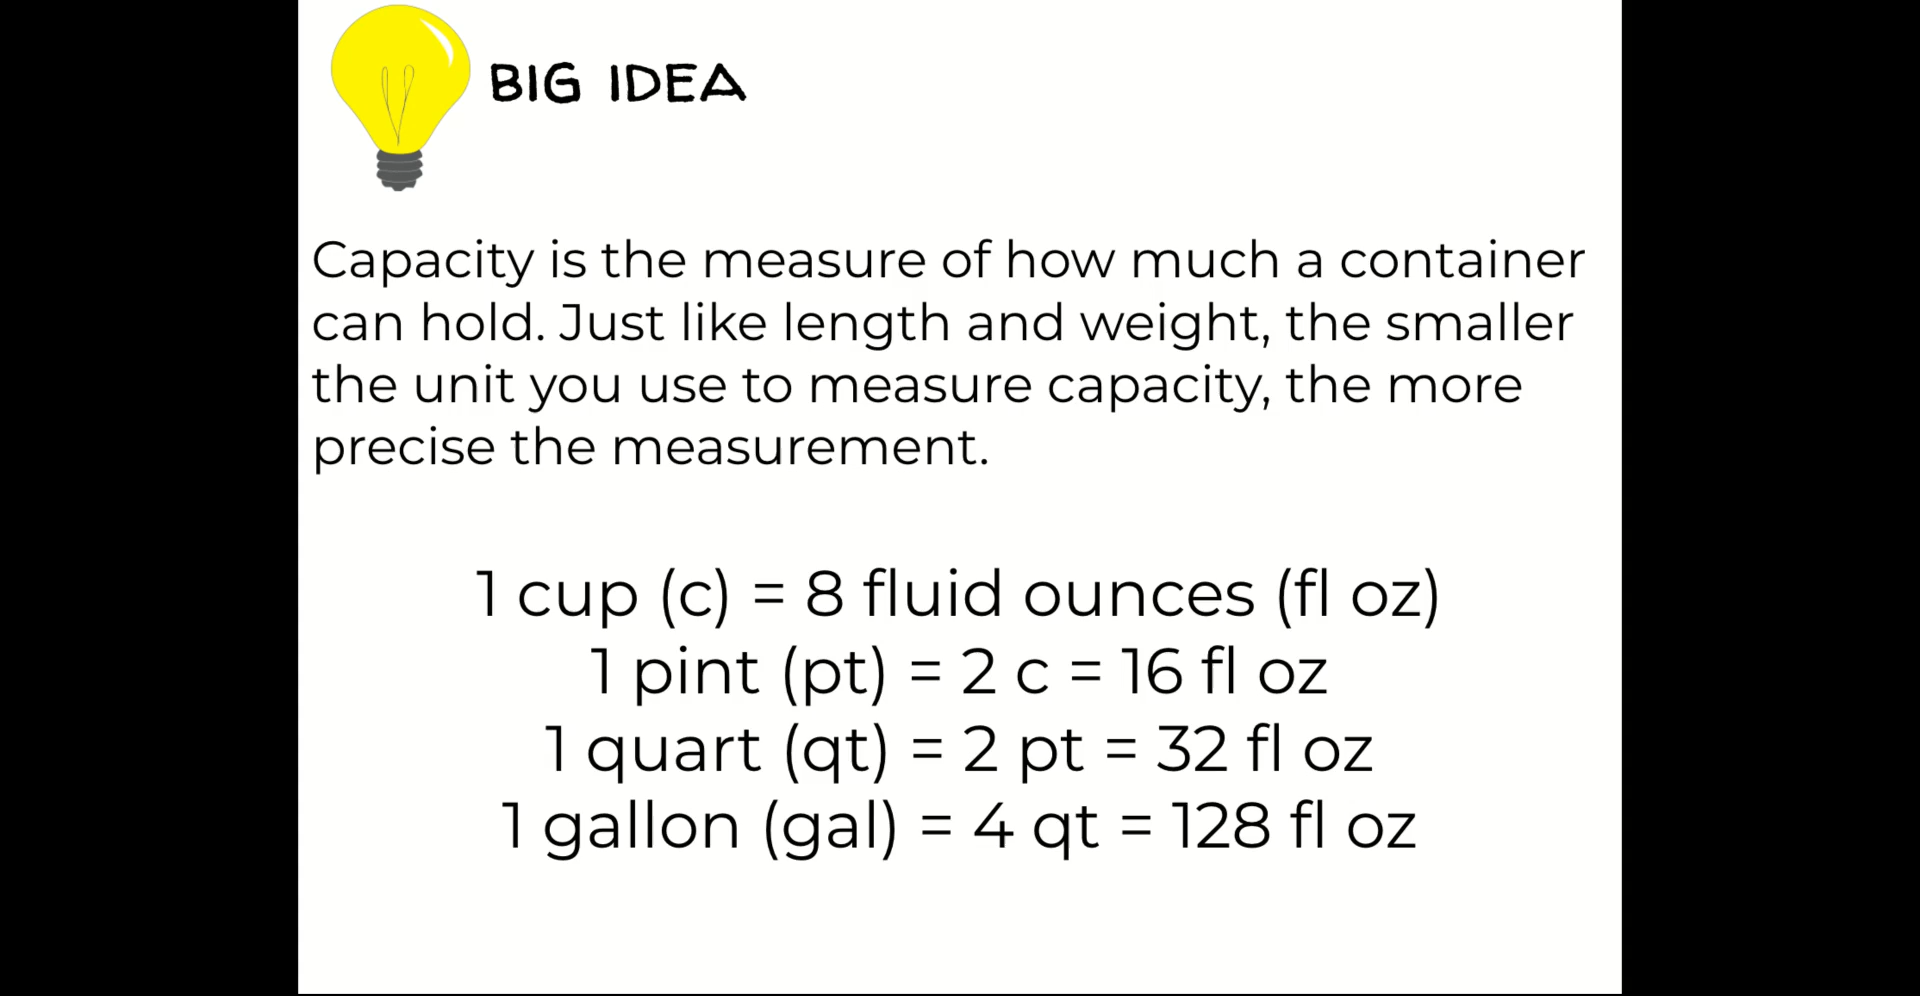 BIG IDEA
Capacity is the measure of how much a container
can hold. Just like length and weight, the smaller
the unit you use to measure capacity, the more
precise the measurement.
1 cup (c) = 8 fluid ounces (fl oz)
1 pint (pt) = 2 c = 16 fl oz
1 quart (qt) = 2 pt = 32 fl oz
1 gallon (gal) = 4 qt = 128 fl oz